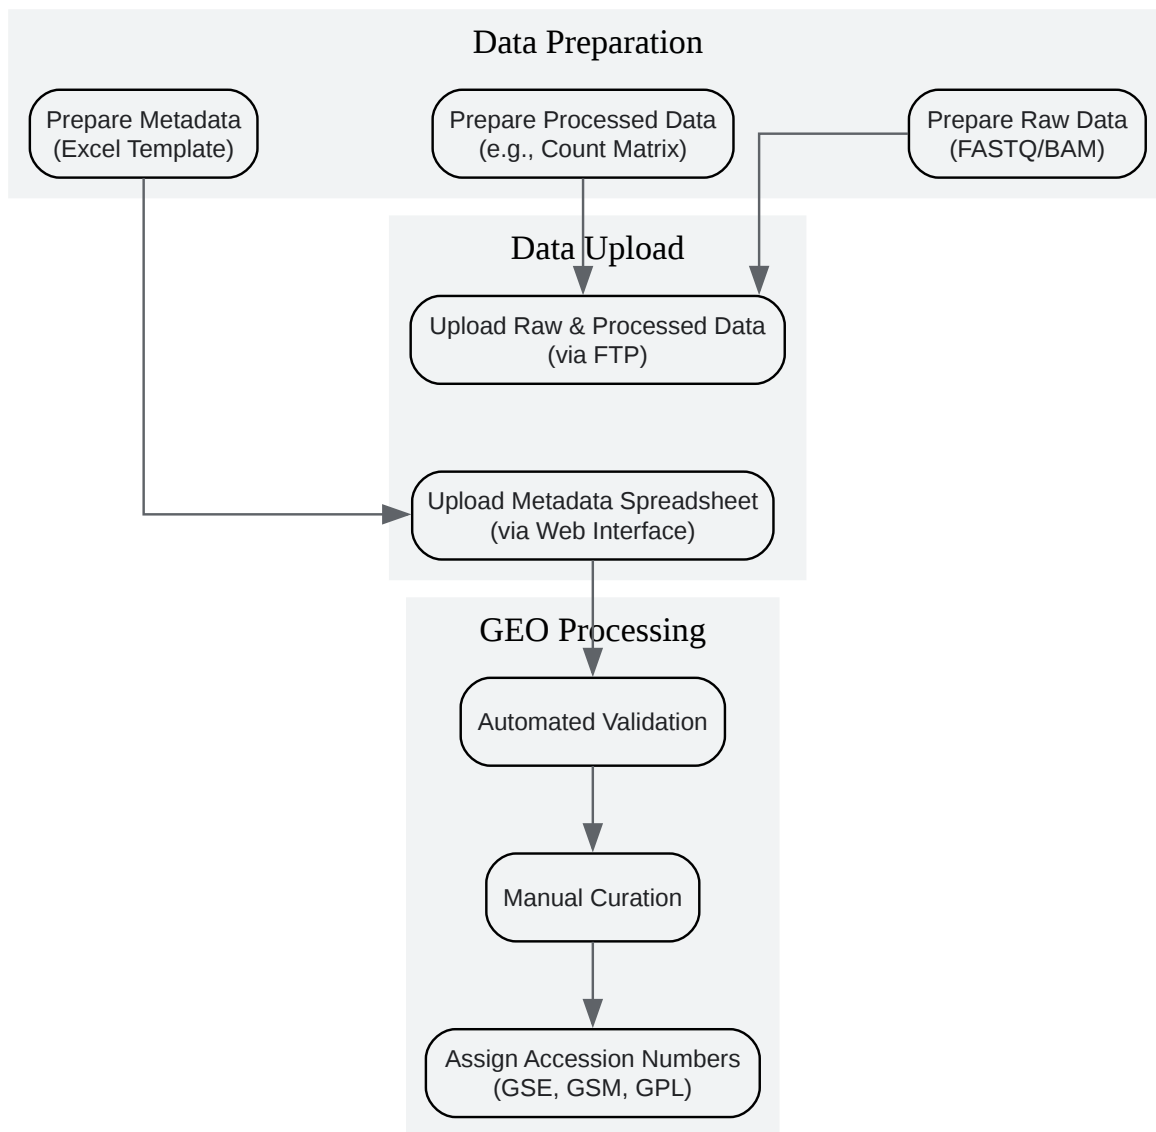 Data Preparation
Prepare Metadata
(Excel Template)
Prepare Processed Data
(e.g., Count Matrix)
Prepare Raw Data
(FASTQ/BAM)
Data Upload
Upload Raw & Processed Data
(via FTP)
Upload Metadata Spreadsheet
(via Web Interface)
GEO Processing
Automated Validation
Manual Curation
Assign Accession Numbers
(GSE, GSM, GPL)